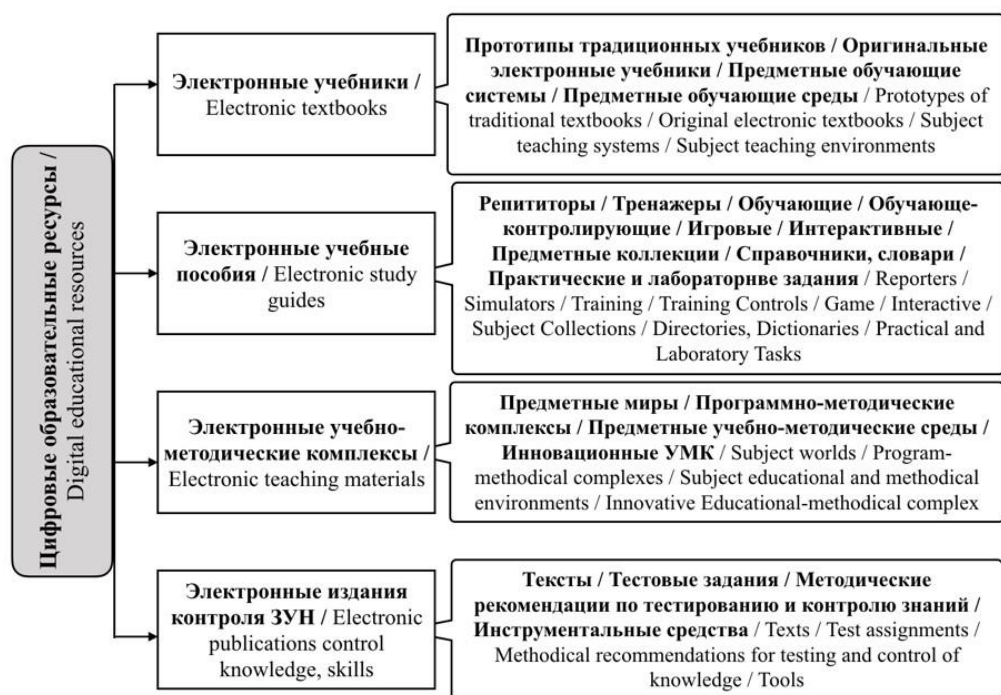 Цифровые образовательные ресурсы /
Digital educational resources
Электронные учебники /
Electronic textbooks
Прототипы традиционных учебников / Оригинальные
электронные учебники / Предметные обучающие
системы / Предметные обучающие среды / Prototypes of
traditional textbooks / Original electronic textbooks / Subject
teaching systems / Subject teaching environments
Электронные учебные
пособия / Electronic study
guides
Репититоры / Тренажеры / Обучающие / Обучающе-
контролирующие / Игровые / Интерактивные /
Предметные коллекции / Справочники, словари /
Практические и лабораторнве задания / Reporters /
Simulators / Training / Training Controls / Game / Interactive /
Subject Collections / Directories, Dictionaries / Practical and
Laboratory Tasks
Электронные учебно-
методические комплексы /
Electronic teaching materials
Предметные миры / Программно-методические
комплексы / Предметные учебно-методические среды /
Инновационные УМК / Subject worlds / Program-
methodical complexes / Subject educational and methodical
environments / Innovative Educational-methodical complex
Электронные издания
контроля ЗУН / Electronic
publications control
knowledge, skills
Тексты / Тестовые задания / Методические
рекомендации по тестированию и контролю знаний /
Инструментальные средства / Texts / Test assignments /
Methodical recommendations for testing and control of
knowledge / Tools